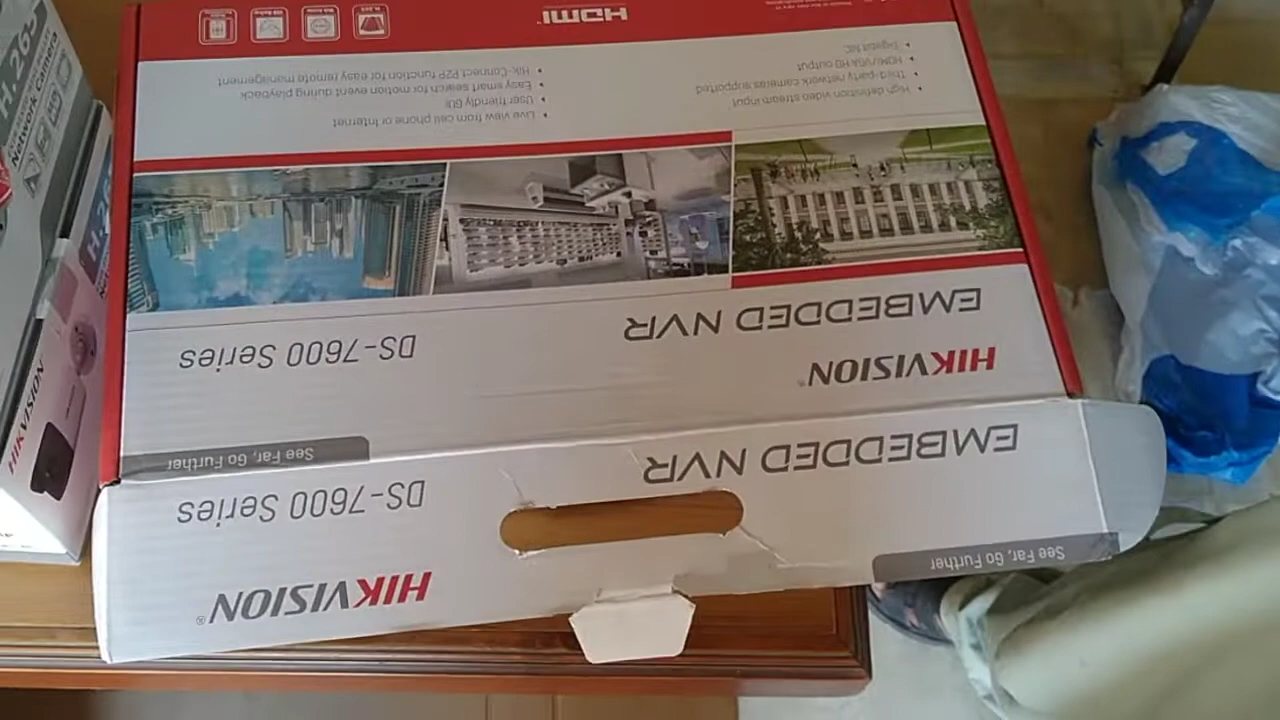 HIKVISION®
EMBEDDED NVR
DS-7600 Series
See Far, Go Further
HIKVISION®
EMBEDDED NVR
DS-7600 Series
See Far, Go Further
• High definition video stream input
• Third-party network cameras supported
• HDMI/VGA HD output
• Gigabit NIC
• Live view from cell phone or Internet
• User friendly GUI
• Easy smart search for motion event during playback
• Hik-Connect P2P function for easy remote management
HDMI
H.265
Network Camera
HIKVISION